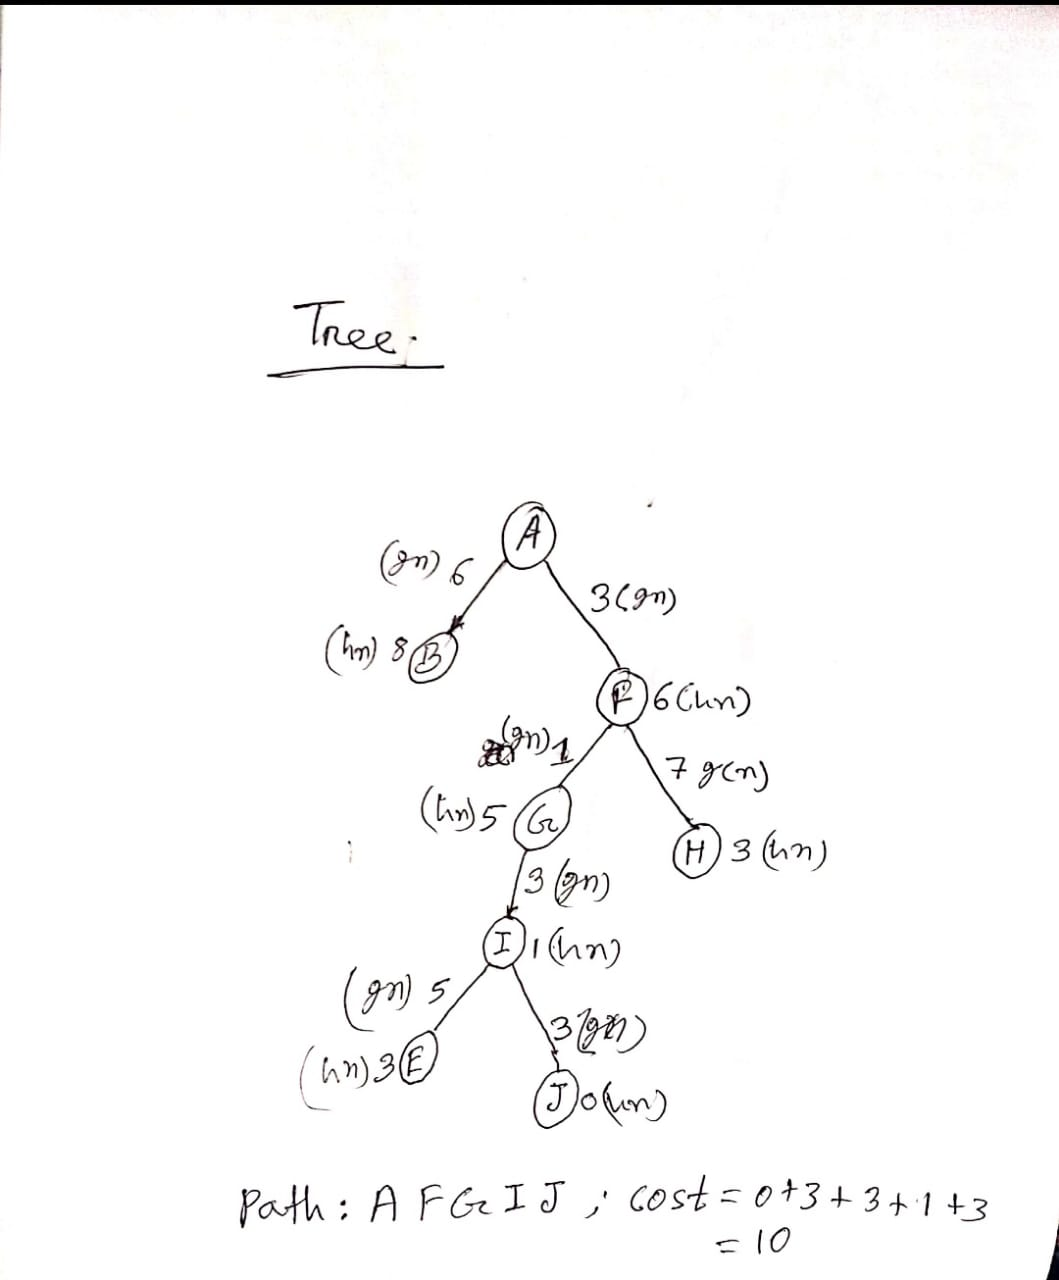 Tree.
A
(gn) 6
3(gn)
(hn) 8 B
F 6(hn)
(gn) 1
7 g(n)
(hn) 5 G
H 3 (hn)
3 (gn)
I 1(hn)
(gn) 5
3(gn)
(hn) 3 E
J 0(hn)
Path : A F G I J ; cost = 0+3+3+1+3
= 10